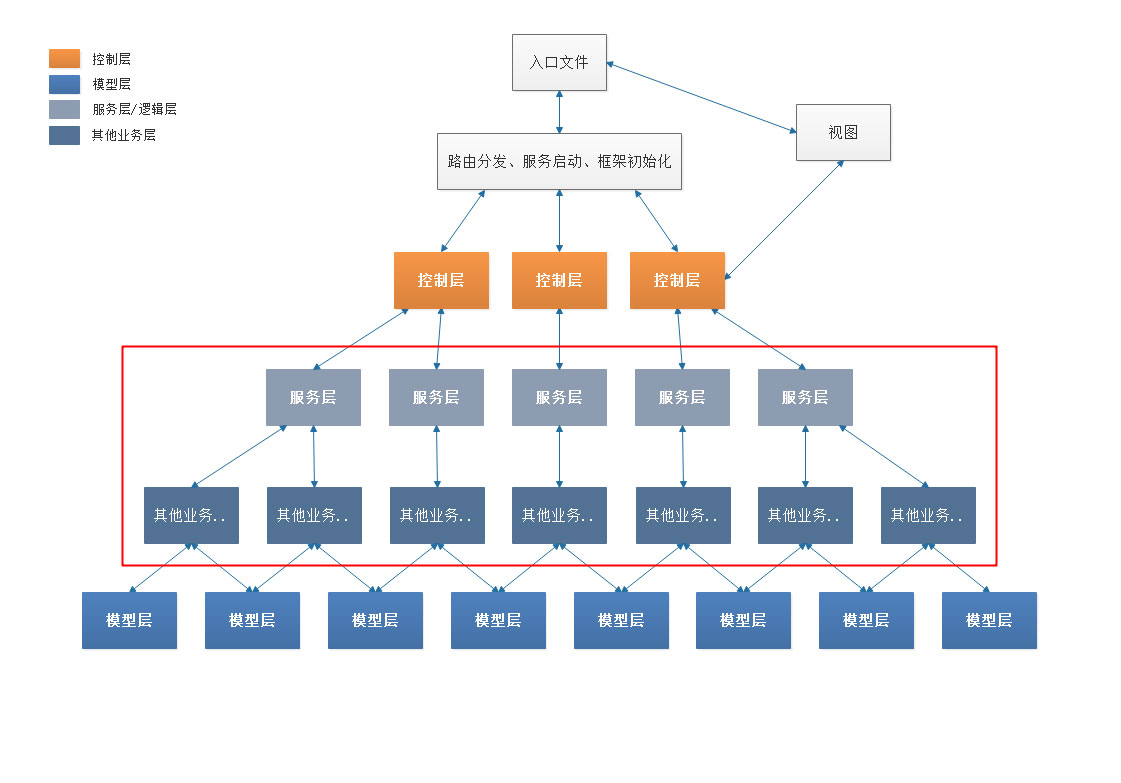 控制层
模型层
服务层/逻辑层
其他业务层
入口文件
视图
路由分发、服务启动、框架初始化
控制层
控制层
控制层
服务层
服务层
服务层
服务层
服务层
其他业务..
其他业务..
其他业务..
其他业务..
其他业务..
其他业务..
其他业务..
模型层
模型层
模型层
模型层
模型层
模型层
模型层
模型层